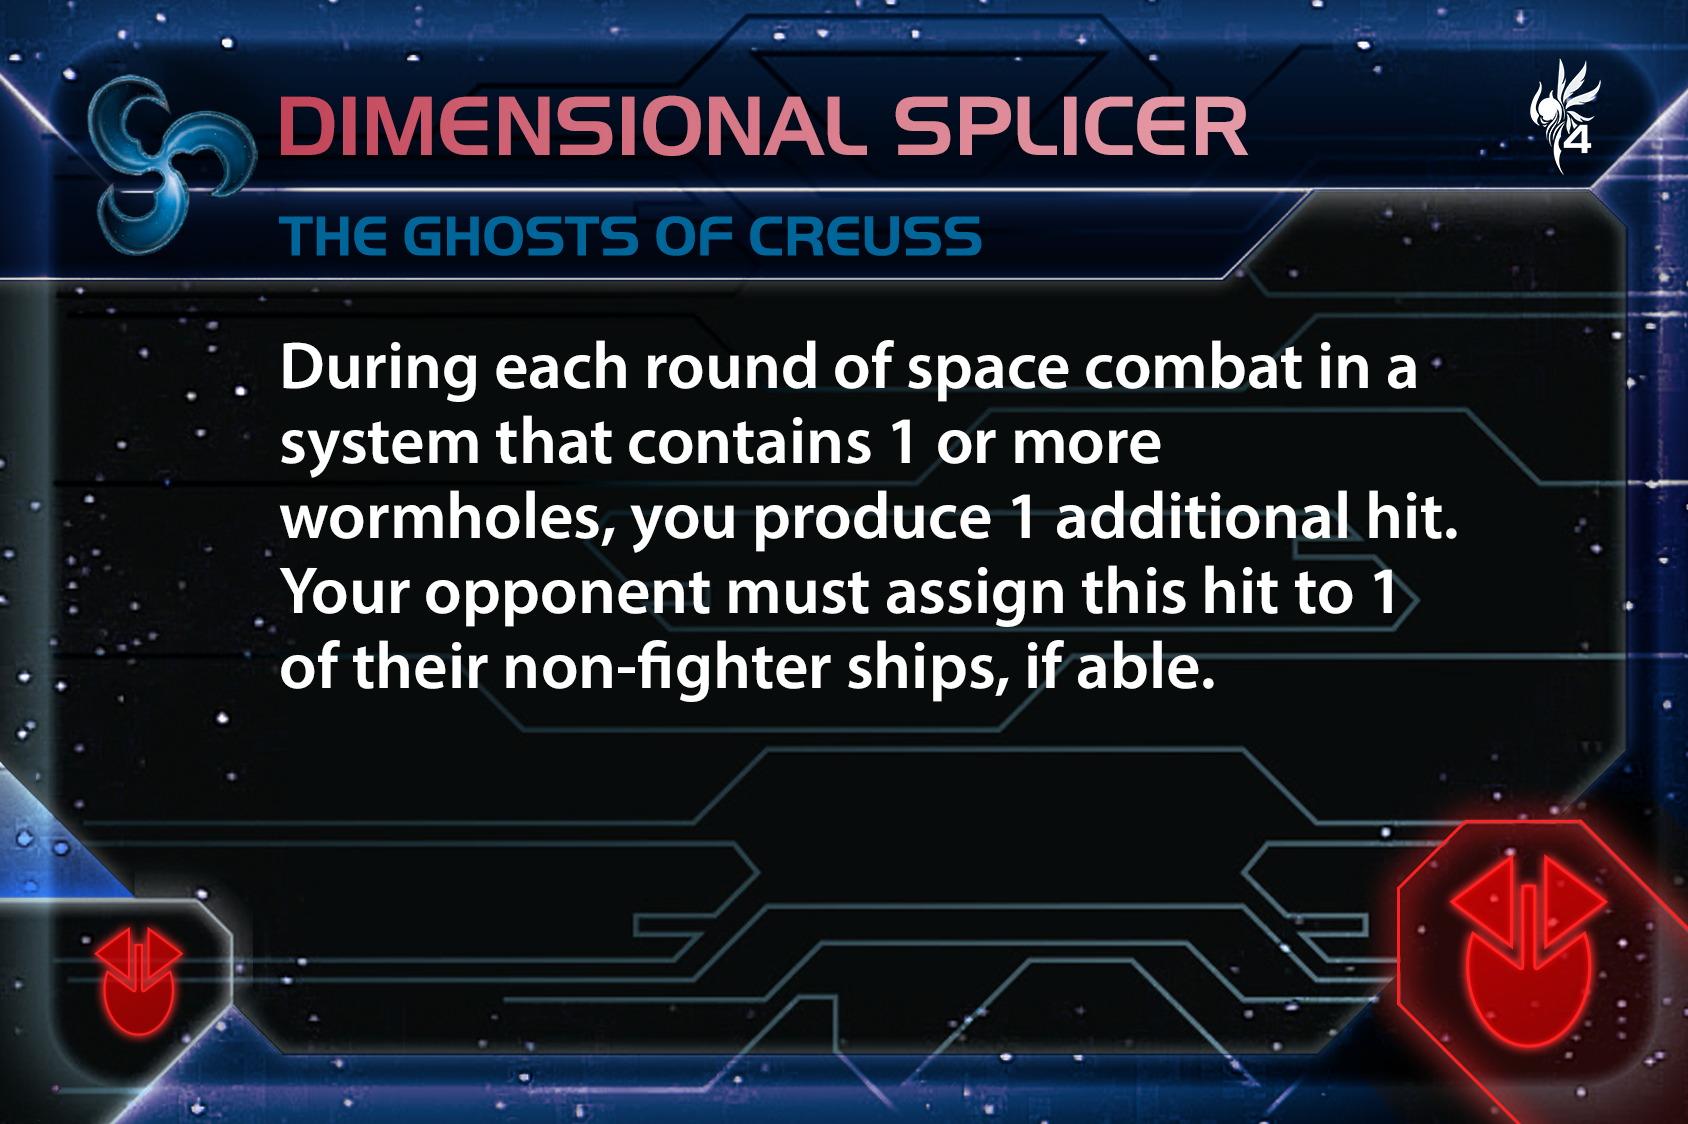 DIMENSIONAL SPLICER
4
THE GHOSTS OF CREUSS
During each round of space combat in a
system that contains 1 or more
wormholes, you produce 1 additional hit.
Your opponent must assign this hit to 1
of their non-fighter ships, if able.